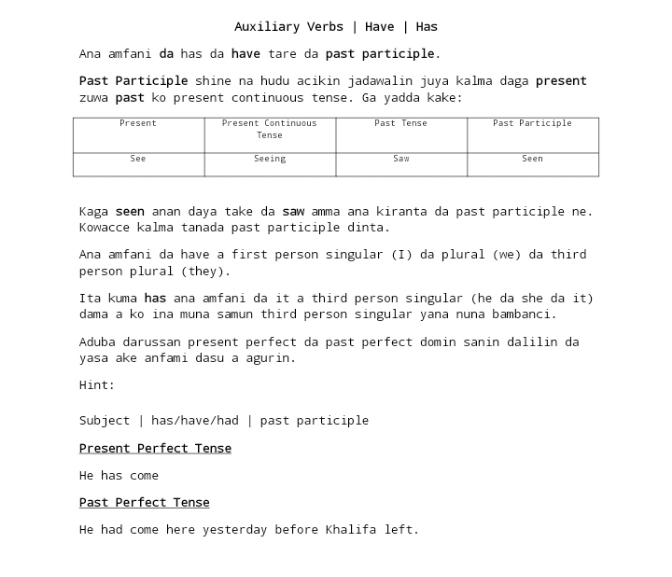 Auxiliary Verbs | Have | Has
Ana amfani da has da have tare da past participle.
Past Participle shine na hudu acikin jadawalin juya kalma daga present
zuwa past ko present continuous tense. Ga yadda kake:
Present Present Continuous Tense Past Tense Past Participle
See Seeing Saw Seen
Kaga seen anan daya take da saw amma ana kiranta da past participle ne.
Kowacce kalma tanada past participle dinta.
Ana amfani da have a first person singular (I) da plural (we) da third
person plural (they).
Ita kuma has ana amfani da it a third person singular (he da she da it)
dama a ko ina muna samun third person singular yana nuna bambanci.
Aduba darussan present perfect da past perfect domin sanin dalilin da
yasa ake anfami dasu a agurin.
Hint:
Subject | has/have/had | past participle
Present Perfect Tense
He has come
Past Perfect Tense
He had come here yesterday before Khalifa left.